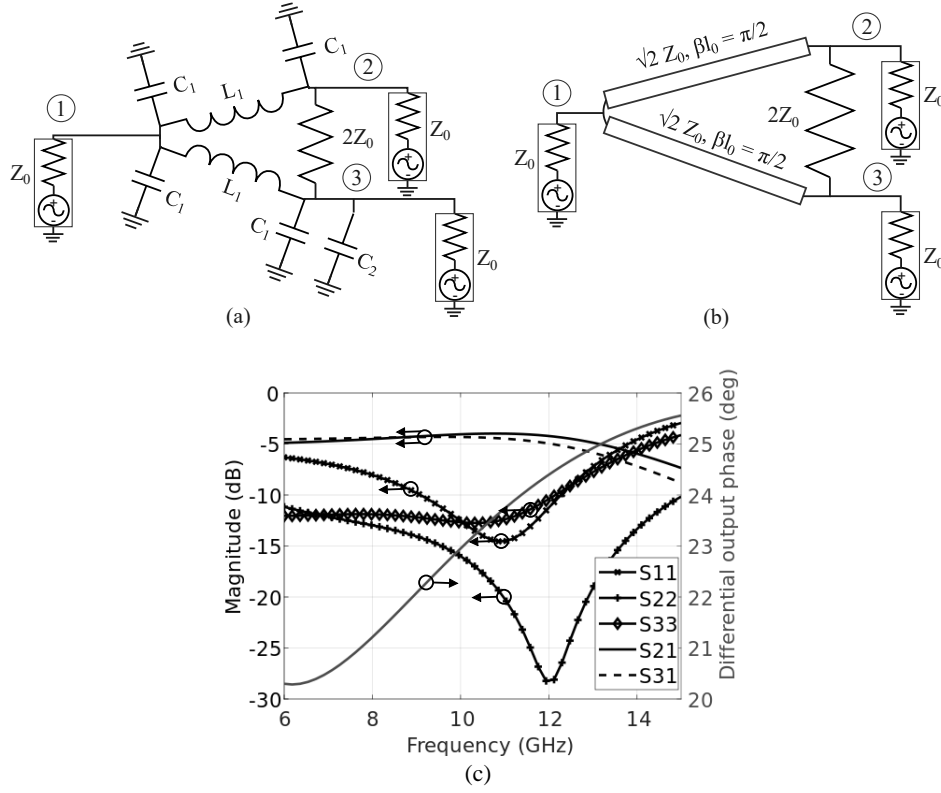 C₁
C₁
L₁
①
②
Z₀
2Z₀
Z₀
C₁
L₁
③
C₁
C₂
Z₀
(a)
√2 Z₀, βl₀ = π/2
②
①
Z₀
2Z₀
Z₀
√2 Z₀, βl₀ = π/2
③
Z₀
(b)
Magnitude (dB)
0
-5
-10
-15
-20
-25
-30
26
25
24
23
22
21
20
Differential output phase (deg)
S11
S22
S33
S21
S31
6 8 10 12 14
Frequency (GHz)
(c)